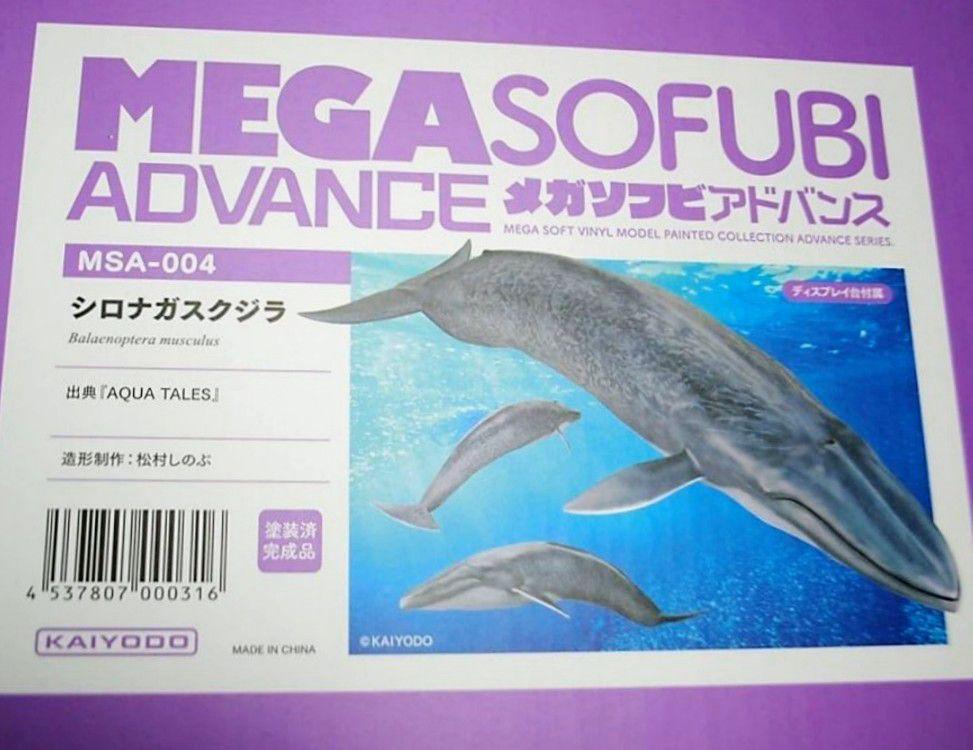 MEGASOFUBI
ADVANCE メガソフビアドバンス
MEGA SOFT VINYL MODEL PAINTED COLLECTION ADVANCE SERIES.
MSA-004
シロナガスクジラ
Balaenoptera musculus
出典『AQUA TALES』
造形制作：松村しのぶ
ディスプレイ台付属
塗装済
完成品
4 537807 000316
KAIYODO
MADE IN CHINA
©KAIYODO